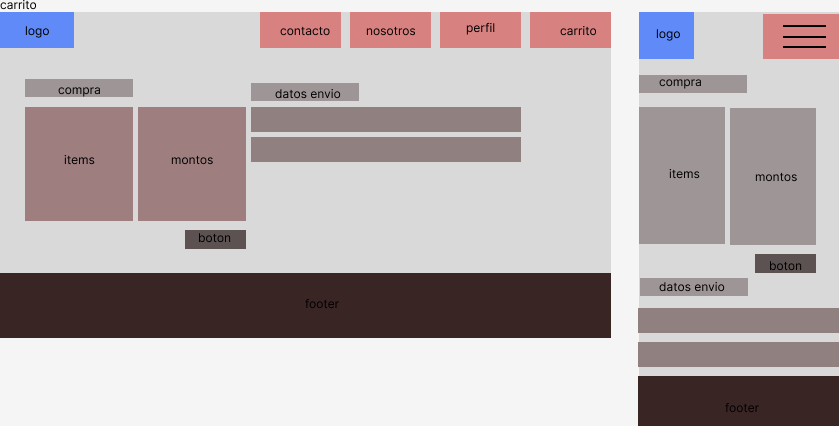 carrito
logo
contacto
nosotros
perfil
carrito
compra
datos envio
items
montos
boton
footer
logo
compra
items
montos
boton
datos envio
footer